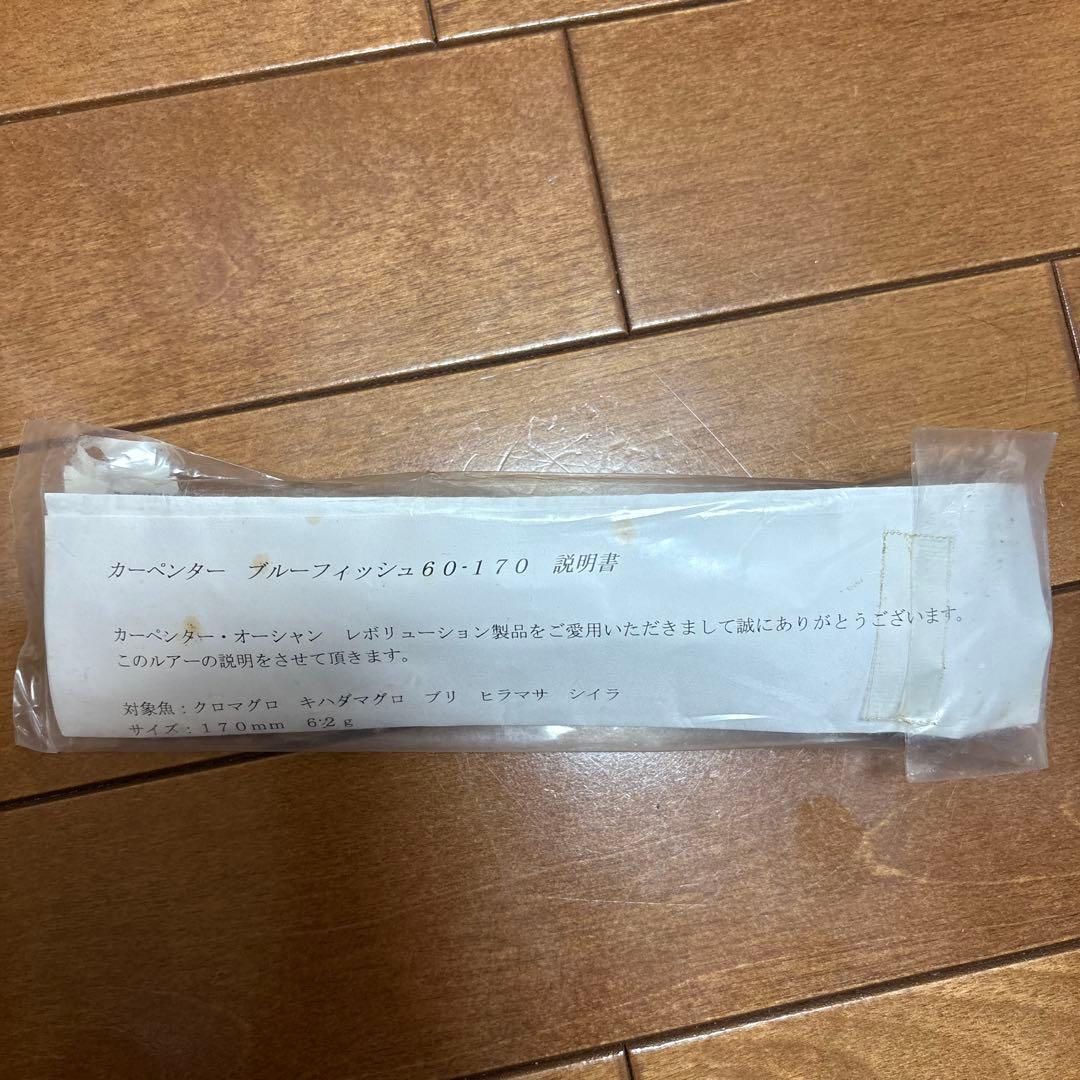 カーペンター　ブルーフィッシュ60-170　説明書
カーペンター・オーシャン　レボリューション製品をご愛用いただきまして誠にありがとうございます。
このルアーの説明をさせて頂きます。
対象魚：クロマグロ　キハダマグロ　ブリ　ヒラマサ　シイラ
サイズ：170mm　62g